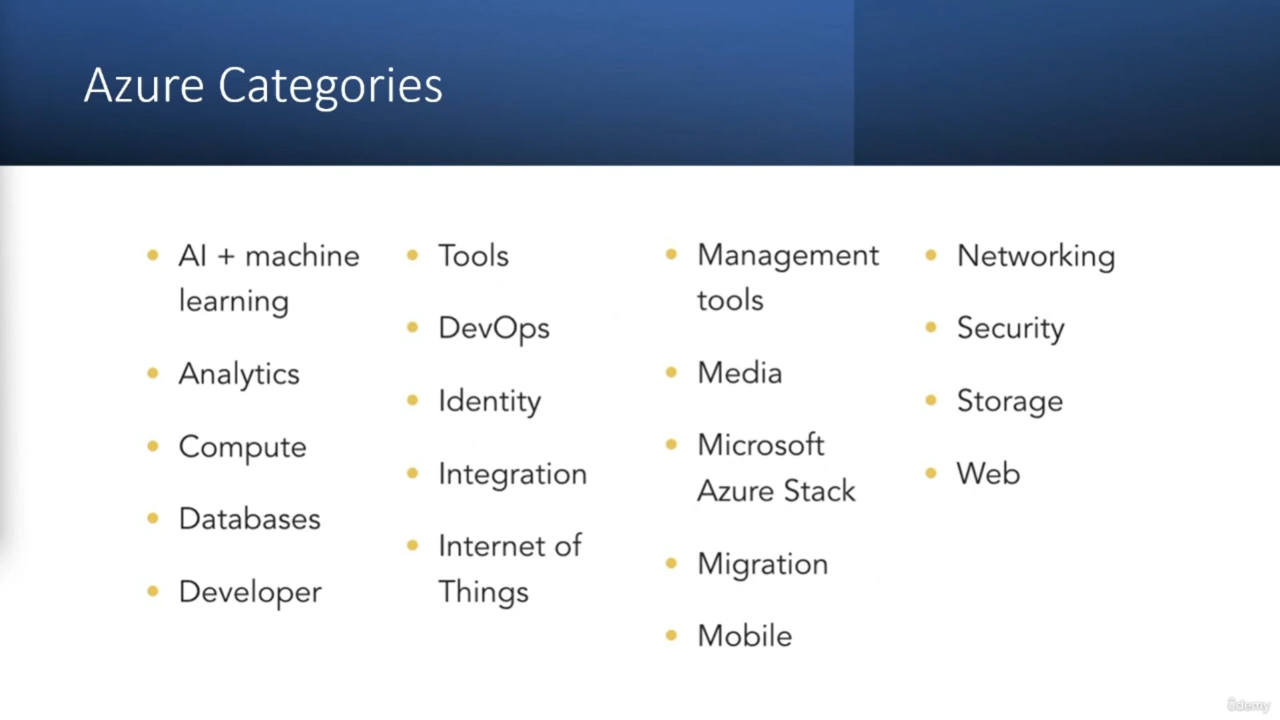 Azure Categories
• AI + machine
learning
• Analytics
• Compute
• Databases
• Developer
• Tools
• DevOps
• Identity
• Integration
• Internet of
Things
• Management
tools
• Media
• Microsoft
Azure Stack
• Migration
• Mobile
• Networking
• Security
• Storage
• Web
ûdemy